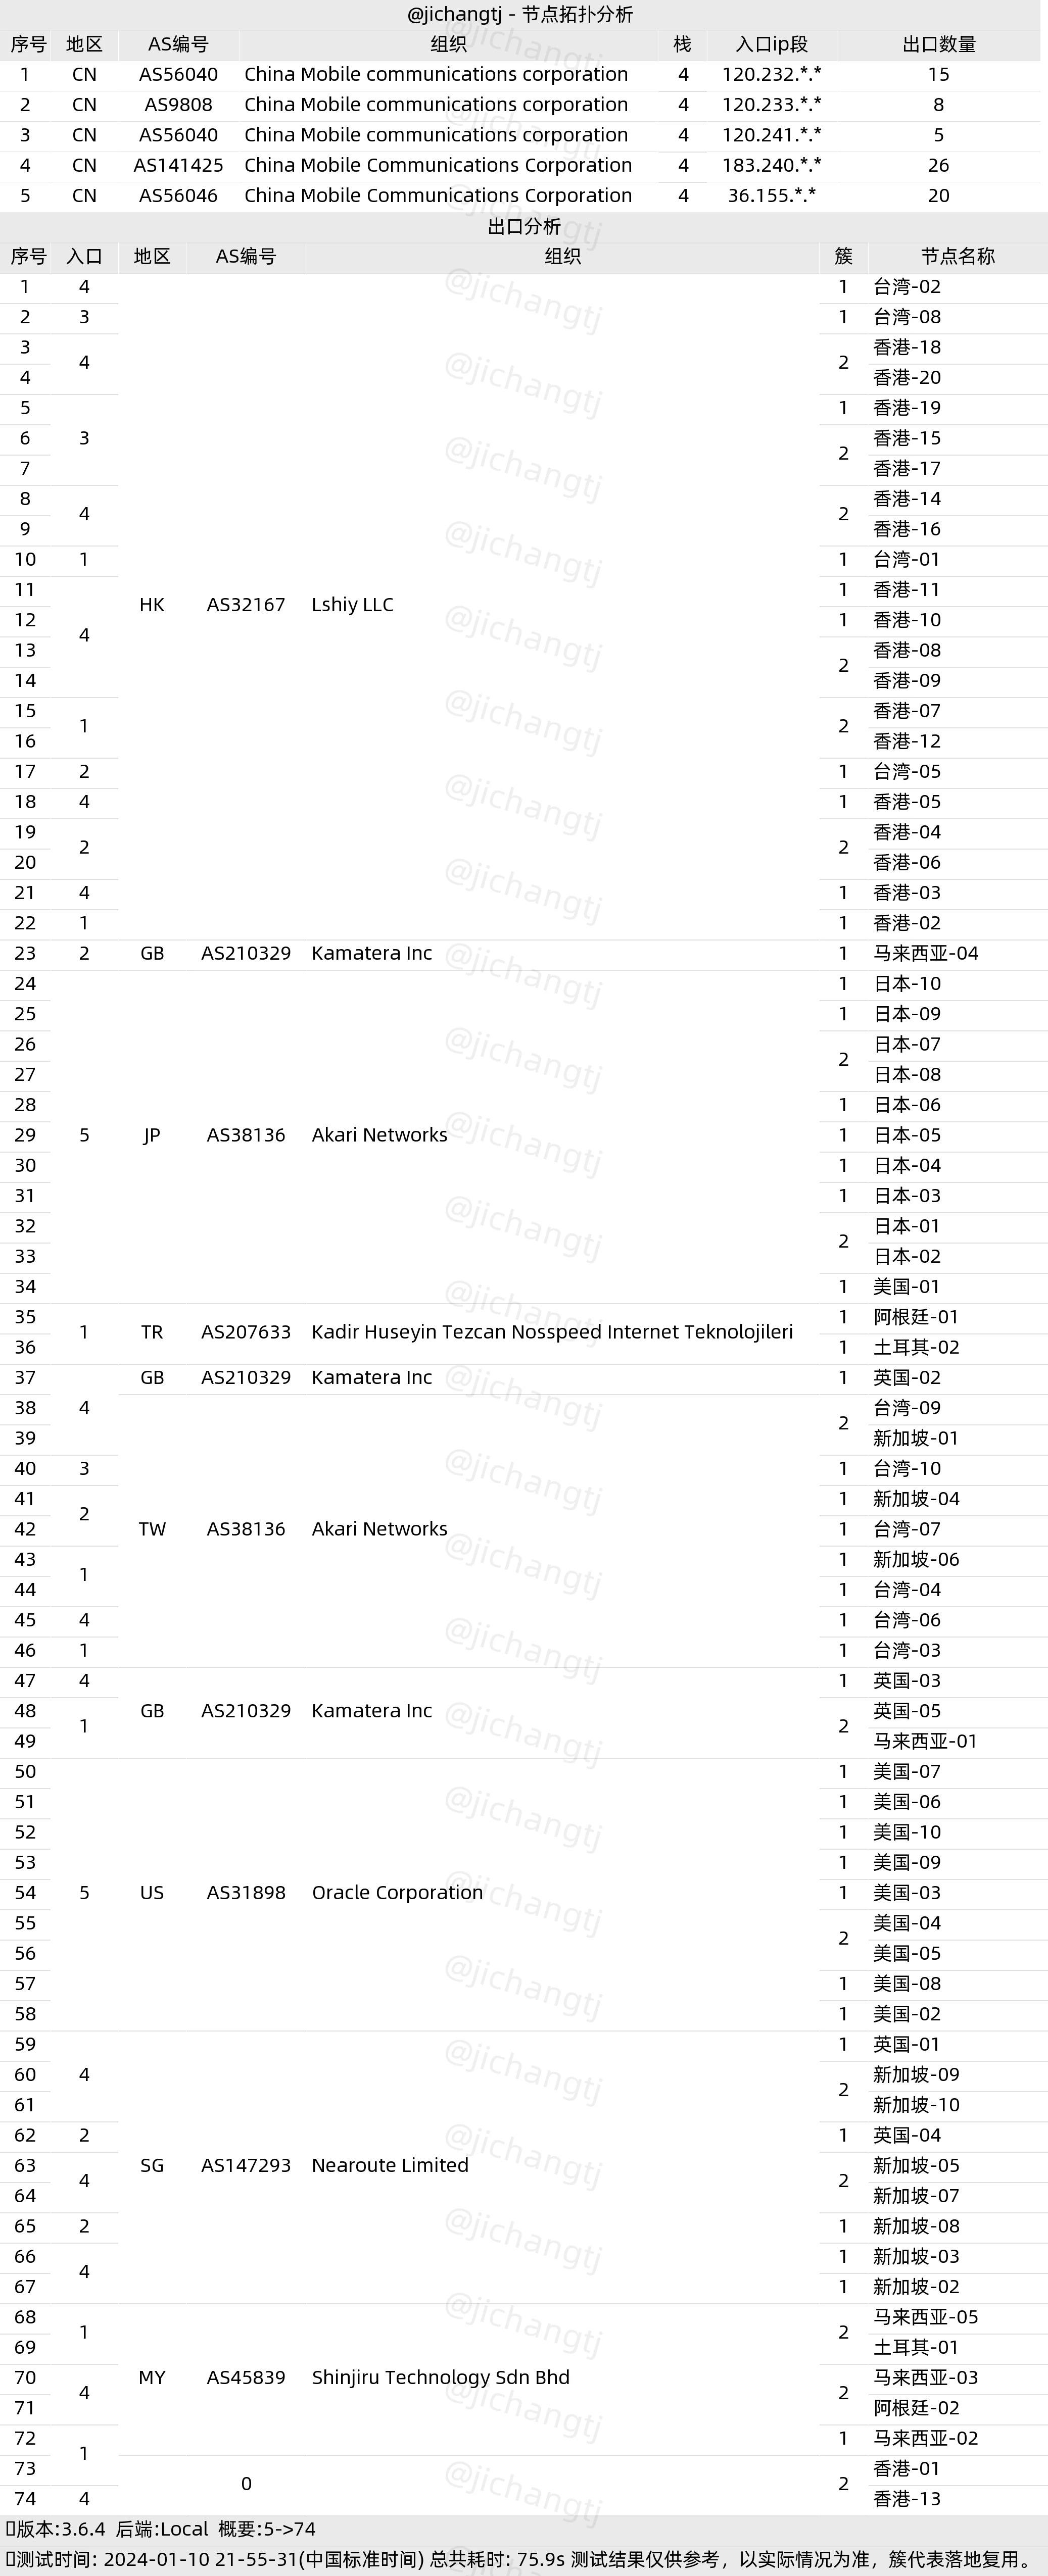 @jichangtj - 节点拓扑分析
序号 地区 AS编号 组织 栈 入口ip段 出口数量
1 CN AS56040 China Mobile communications corporation 4 120.232.*.* 15
2 CN AS9808 China Mobile communications corporation 4 120.233.*.* 8
3 CN AS56040 China Mobile communications corporation 4 120.241.*.* 5
4 CN AS141425 China Mobile Communications Corporation 4 183.240.*.* 26
5 CN AS56046 China Mobile Communications Corporation 4 36.155.*.* 20
出口分析
序号 入口 地区 AS编号 组织 簇 节点名称
1 4 1 台湾-02
2 3 1 台湾-08
3 4 2 香港-18
4 香港-20
5 3 1 香港-19
6 2 香港-15
7 香港-17
8 4 2 香港-14
9 香港-16
10 1 1 台湾-01
11 4 HK AS32167 Lshiy LLC 1 香港-11
12 1 香港-10
13 2 香港-08
14 香港-09
15 1 2 香港-07
16 香港-12
17 2 1 台湾-05
18 4 1 香港-05
19 2 2 香港-04
20 香港-06
21 4 1 香港-03
22 1 1 香港-02
23 2 GB AS210329 Kamatera Inc 1 马来西亚-04
24 1 日本-10
25 1 日本-09
26 2 日本-07
27 日本-08
28 1 日本-06
29 5 JP AS38136 Akari Networks 1 日本-05
30 1 日本-04
31 1 日本-03
32 2 日本-01
33 日本-02
34 1 美国-01
35 1 TR AS207633 Kadir Huseyin Tezcan Nosspeed Internet Teknolojileri 1 阿根廷-01
36 1 土耳其-02
37 GB AS210329 Kamatera Inc 1 英国-02
38 4 2 台湾-09
39 新加坡-01
40 3 1 台湾-10
41 2 1 新加坡-04
42 TW AS38136 Akari Networks 1 台湾-07
43 1 1 新加坡-06
44 1 台湾-04
45 4 1 台湾-06
46 1 1 台湾-03
47 4 1 英国-03
48 1 GB AS210329 Kamatera Inc 2 英国-05
49 马来西亚-01
50 1 美国-07
51 1 美国-06
52 1 美国-10
53 1 美国-09
54 5 US AS31898 Oracle Corporation 1 美国-03
55 2 美国-04
56 美国-05
57 1 美国-08
58 1 美国-02
59 1 英国-01
60 4 2 新加坡-09
61 新加坡-10
62 2 1 英国-04
63 4 SG AS147293 Nearoute Limited 2 新加坡-05
64 新加坡-07
65 2 1 新加坡-08
66 4 1 新加坡-03
67 1 新加坡-02
68 1 2 马来西亚-05
69 土耳其-01
70 4 MY AS45839 Shinjiru Technology Sdn Bhd 2 马来西亚-03
71 阿根廷-02
72 1 1 马来西亚-02
73 0 2 香港-01
74 4 香港-13
版本:3.6.4 后端:Local 概要:5->74
测试时间: 2024-01-10 21-55-31(中国标准时间) 总共耗时: 75.9s 测试结果仅供参考，以实际情况为准，簇代表落地复用。